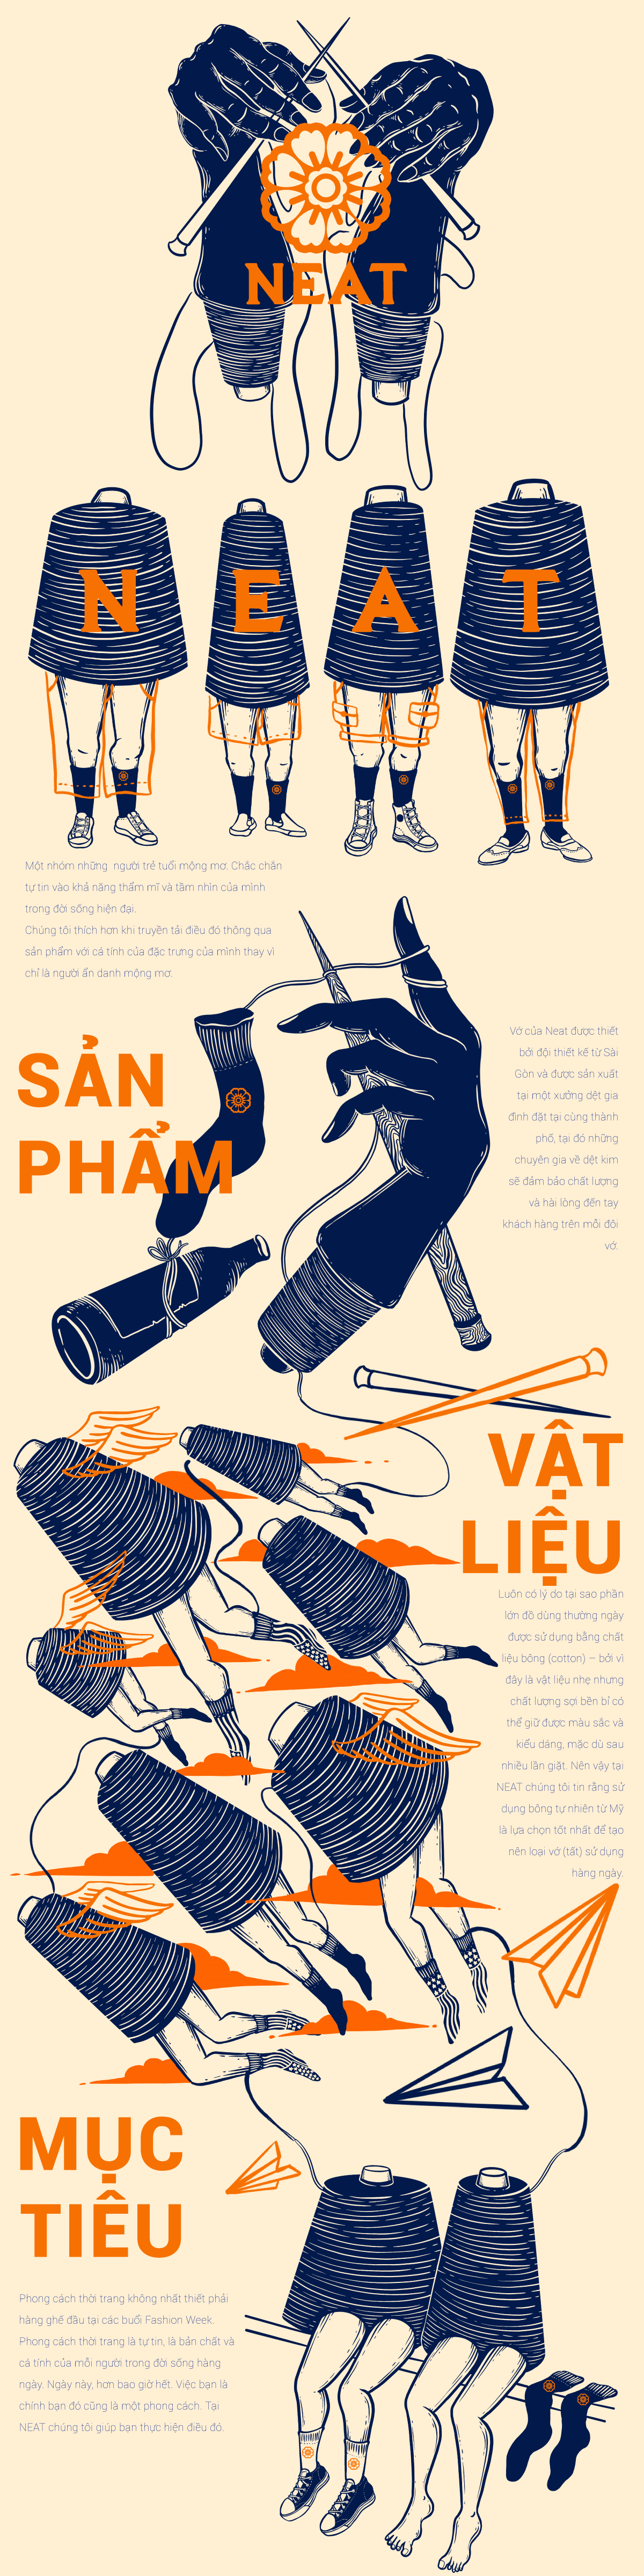 NEAT
N E A T
Một nhóm những người trẻ tuổi mộng mơ. Chắc chắn
tự tin vào khả năng thẩm mĩ và tầm nhìn của mình
trong đời sống hiện đại.
Chúng tôi thích hơn khi truyền tải điều đó thông qua
sản phẩm với cá tính của đặc trưng của mình thay vì
chỉ là người ẩn danh mộng mơ.
SẢN
PHẨM
Vớ của Neat được thiết
bởi đội thiết kế từ Sài
Gòn và được sản xuất
tại một xưởng dệt gia
đình đặt tại cùng thành
phố, tại đó những
chuyên gia về dệt kim
sẽ đảm bảo chất lượng
và hài lòng đến tay
khách hàng trên mỗi đôi
vớ.
VẬT
LIỆU
Luôn có lý do tại sao phần
lớn đồ dùng thường ngày
được sử dụng bằng chất
liệu bông (cotton) – bởi vì
đây là vật liệu nhẹ nhưng
chất lượng sợi bền bỉ có
thể giữ được màu sắc và
kiểu dáng, mặc dù sau
nhiều lần giặt. Nên vậy tại
NEAT chúng tôi tin rằng sử
dụng bông tự nhiên từ Mỹ
là lựa chọn tốt nhất để tạo
nên loại vớ (tất) sử dụng
hàng ngày.
MỤC
TIÊU
Phong cách thời trang không nhất thiết phải
hàng ghế đầu tại các buổi Fashion Week.
Phong cách thời trang là tự tin, là bản chất và
cá tính của mỗi người trong đời sống hàng
ngày. Ngày này, hơn bao giờ hết. Việc bạn là
chính bạn đó cũng là một phong cách. Tại
NEAT chúng tôi giúp bạn thực hiện điều đó.